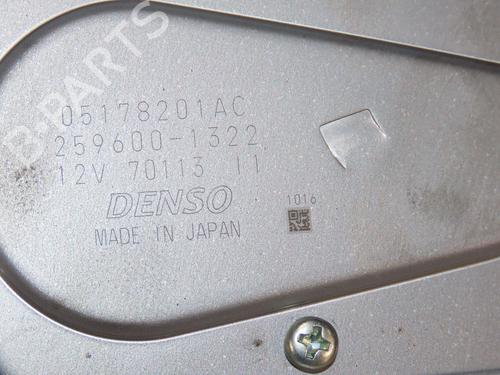 B-PARTS
05178201AC
259600-1322
12V 70113 11
DENSO
1016
MADE IN JAPAN